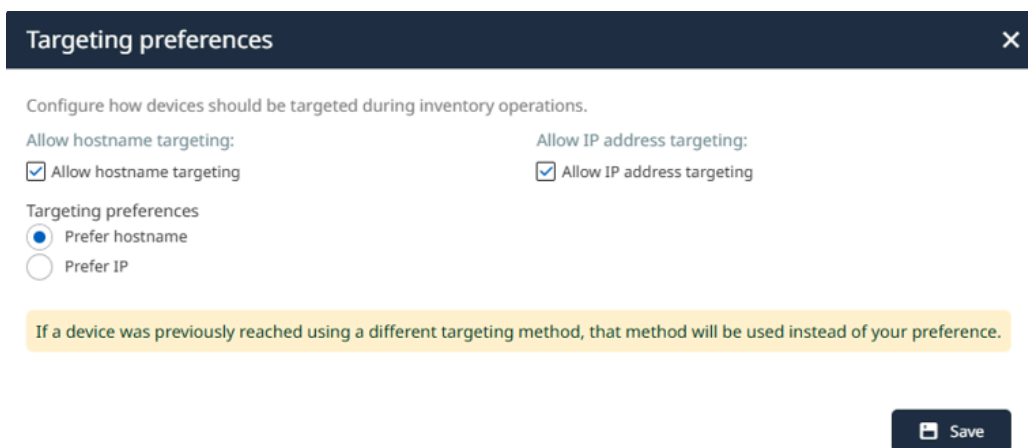 Targeting preferences
Configure how devices should be targeted during inventory operations.
Allow hostname targeting:
Allow IP address targeting:
Allow hostname targeting
Allow IP address targeting
Targeting preferences
Prefer hostname
Prefer IP
If a device was previously reached using a different targeting method, that method will be used instead of your preference.
Save